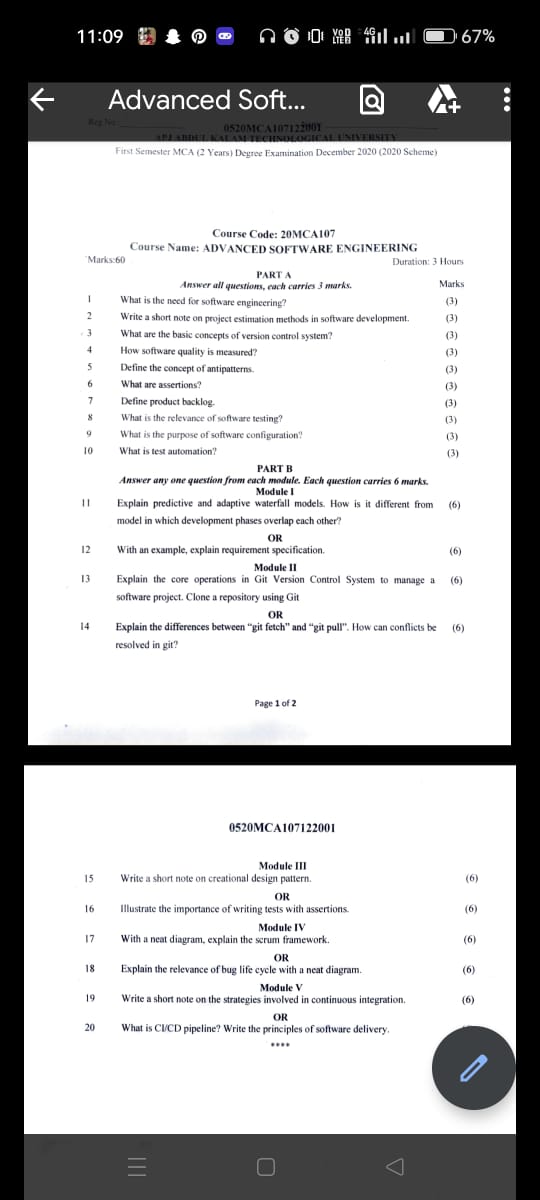 11:09 VoD LTE 4G 67%
Advanced Soft...
Reg No:
0520MCA107122001
APJ ABDUL KALAM TECHNOLOGICAL UNIVERSITY
First Semester MCA (2 Years) Degree Examination December 2020 (2020 Scheme)
Course Code: 20MCA107
Course Name: ADVANCED SOFTWARE ENGINEERING
Marks:60 Duration: 3 Hours
PART A
Answer all questions, each carries 3 marks. Marks
1 What is the need for software engineering? (3)
2 Write a short note on project estimation methods in software development. (3)
3 What are the basic concepts of version control system? (3)
4 How software quality is measured? (3)
5 Define the concept of antipatterns. (3)
6 What are assertions? (3)
7 Define product backlog. (3)
8 What is the relevance of software testing? (3)
9 What is the purpose of software configuration? (3)
10 What is test automation? (3)
PART B
Answer any one question from each module. Each question carries 6 marks.
Module I
11 Explain predictive and adaptive waterfall models. How is it different from (6)
model in which development phases overlap each other?
OR
12 With an example, explain requirement specification. (6)
Module II
13 Explain the core operations in Git Version Control System to manage a (6)
software project. Clone a repository using Git
OR
14 Explain the differences between "git fetch" and "git pull". How can conflicts be (6)
resolved in git?
Page 1 of 2
0520MCA107122001
Module III
15 Write a short note on creational design pattern. (6)
OR
16 Illustrate the importance of writing tests with assertions. (6)
Module IV
17 With a neat diagram, explain the scrum framework. (6)
OR
18 Explain the relevance of bug life cycle with a neat diagram. (6)
Module V
19 Write a short note on the strategies involved in continuous integration. (6)
OR
20 What is CI/CD pipeline? Write the principles of software delivery.
****